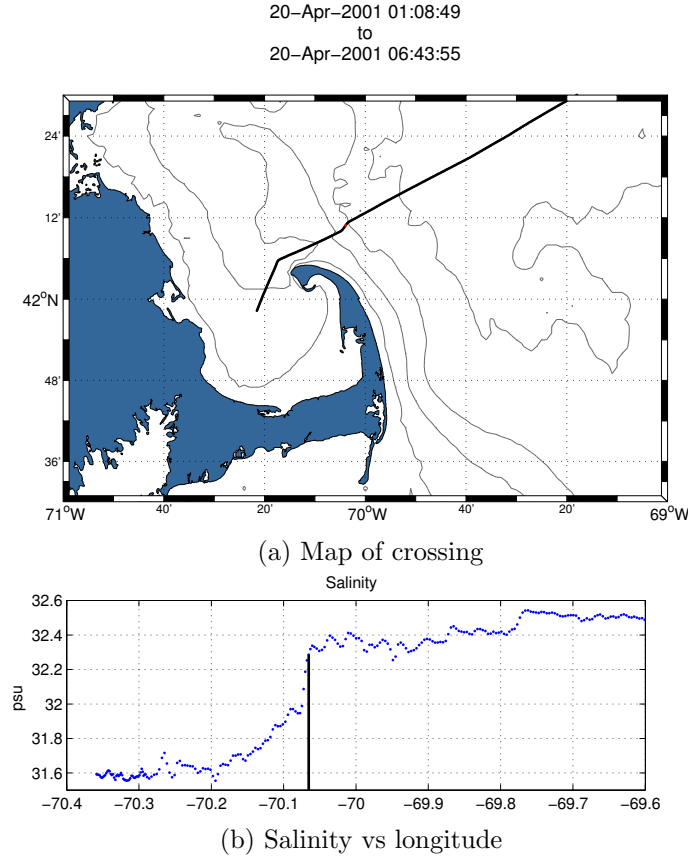 20−Apr−2001 01:08:49
to
20−Apr−2001 06:43:55
24'
12'
42°N
48'
36'
71°W 40' 20' 70°W 20' 69°W
(a) Map of crossing
Salinity
32.6
32.4
32.2
32
31.8
31.6
psu
−70.4 −70.3 −70.2 −70.1 −70 −69.9 −69.8 −69.7 −69.6
(b) Salinity vs longitude